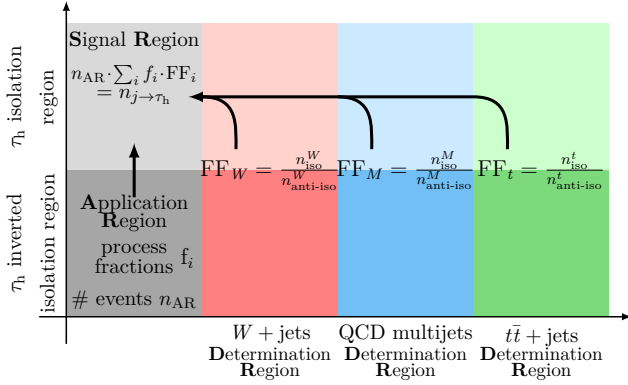 τ_h isolation
region
τ_h inverted
isolation region
Signal Region
n_AR · ∑_i f_i · FF_i
= n_{j→τ_h}
Application
Region
process
fractions f_i
# events n_AR
FF_W = n^W_iso / n^W_anti-iso
FF_M = n^M_iso / n^M_anti-iso
FF_t = n^t_iso / n^t_anti-iso
W + jets
Determination
Region
QCD multijets
Determination
Region
tt̄ + jets
Determination
Region